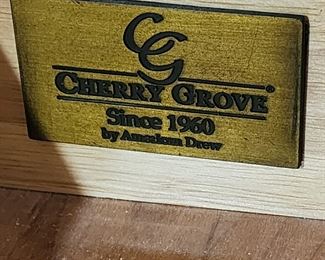 CG
CHERRY GROVE®
Since 1960
by American Drew